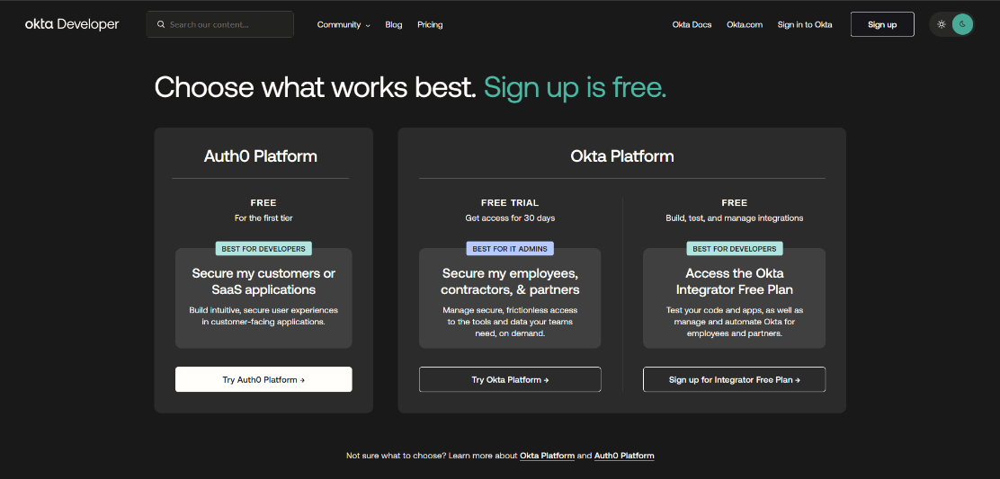 okta Developer
Search our content...
Community
Blog
Pricing
Okta Docs
Okta.com
Sign in to Okta
Sign up
Choose what works best. Sign up is free.
Auth0 Platform
FREE
For the first tier
BEST FOR DEVELOPERS
Secure my customers or
SaaS applications
Build intuitive, secure user experiences
in customer-facing applications.
Try Auth0 Platform →
Okta Platform
FREE TRIAL
Get access for 30 days
BEST FOR IT ADMINS
Secure my employees,
contractors, & partners
Manage secure, frictionless access
to the tools and data your teams
need, on demand.
Try Okta Platform →
FREE
Build, test, and manage integrations
BEST FOR DEVELOPERS
Access the Okta
Integrator Free Plan
Test your code and apps, as well as
manage and automate Okta for
employees and partners.
Sign up for Integrator Free Plan →
Not sure what to choose? Learn more about Okta Platform and Auth0 Platform